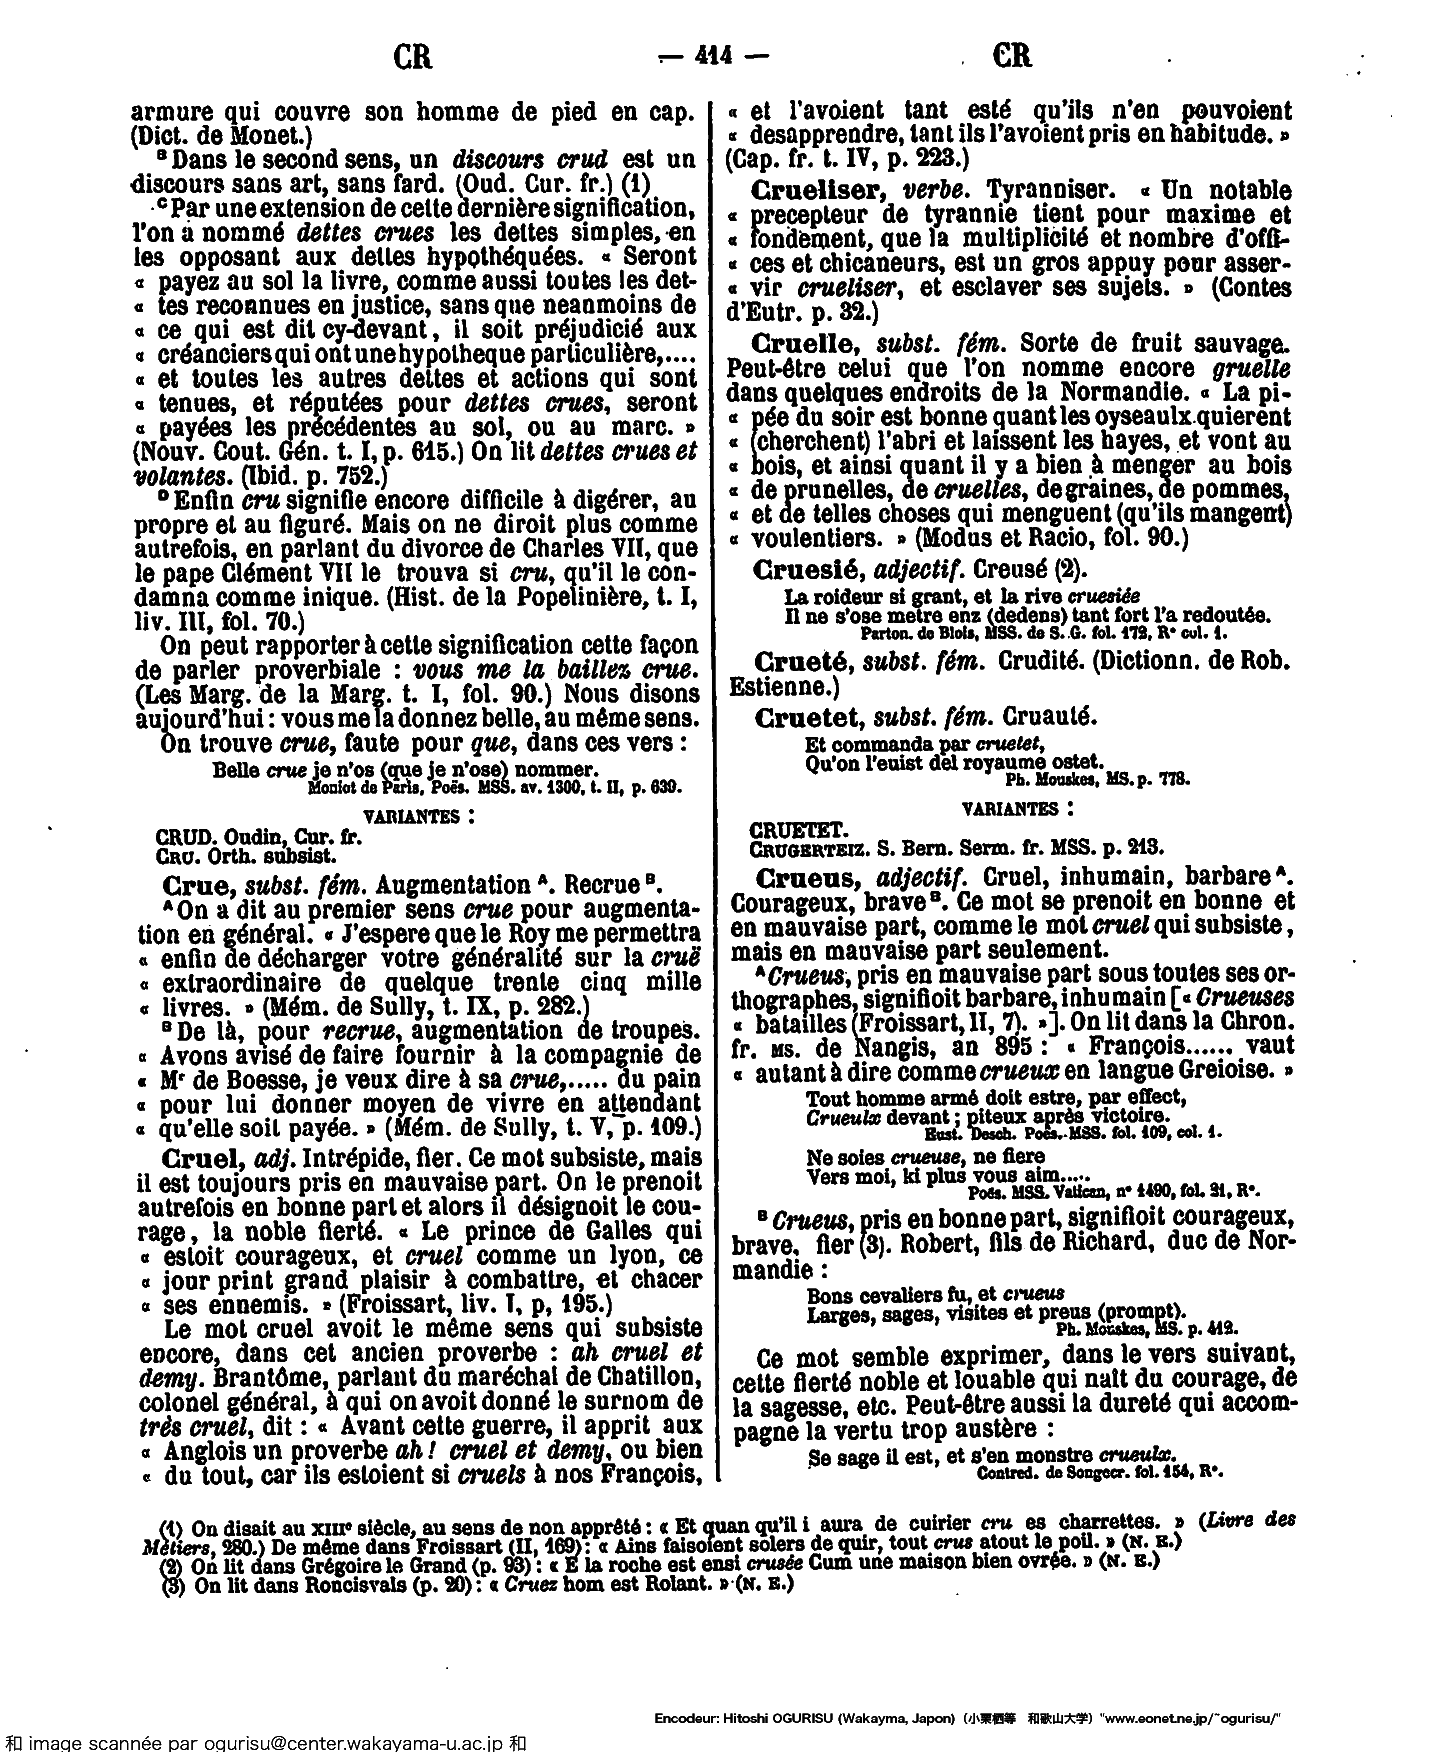 CR — 414 — CR
armure qui couvre son homme de pied en cap.
(Dict. de Monet.)
ᴮ Dans le second sens, un discours crud est un
discours sans art, sans fard. (Oud. Cur. fr.) (1)
ᶜ Par une extension de cette dernière signification,
l'on a nommé dettes crues les dettes simples, en
les opposant aux dettes hypothéquées. « Seront
« payez au sol la livre, comme aussi toutes les det-
« tes reconnues en justice, sans que neanmoins de
« ce qui est dit cy-devant, il soit préjudicié aux
« créanciers qui ont une hypotheque particulière,....
« et toutes les autres dettes et actions qui sont
« tenues, et réputées pour dettes crues, seront
« payées les précédentes au sol, ou au marc. »
(Nouv. Cout. Gén. t. I, p. 615.) On lit dettes crues et
volantes. (Ibid. p. 752.)
ᴰ Enfin cru signifie encore difficile à digérer, au
propre et au figuré. Mais on ne diroit plus comme
autrefois, en parlant du divorce de Charles VII, que
le pape Clément VII le trouva si cru, qu'il le con-
damna comme inique. (Hist. de la Popelinière, t. I,
liv. III, fol. 70.)
On peut rapporter à cette signification cette façon
de parler proverbiale : vous me la baillez crue.
(Les Marg. de la Marg. t. I, fol. 90.) Nous disons
aujourd'hui : vous me la donnez belle, au même sens.
On trouve crue, faute pour que, dans ces vers :
Belle crue je n'os (que je n'ose) nommer.
Moniot de Paris, Poës. MSS. av. 1300, t. II, p. 639.
VARIANTES :
CRUD. Oudin, Cur. fr.
CRU. Orth. subsist.
Crue, subst. fém. Augmentation ᴬ. Recrue ᴮ.
ᴬ On a dit au premier sens crue pour augmenta-
tion en général. « J'espere que le Roy me permettra
« enfin de décharger votre généralité sur la cruë
« extraordinaire de quelque trente cinq mille
« livres. » (Mém. de Sully, t. IX, p. 282.)
ᴮ De là, pour recrue, augmentation de troupes.
« Avons avisé de faire fournir à la compagnie de
« Mʳ de Boesse, je veux dire à sa crue,..... du pain
« pour lui donner moyen de vivre en attendant
« qu'elle soit payée. » (Mém. de Sully, t. V, p. 109.)
Cruel, adj. Intrépide, fier. Ce mot subsiste, mais
il est toujours pris en mauvaise part. On le prenoit
autrefois en bonne part et alors il désignoit le cou-
rage, la noble fierté. « Le prince de Galles qui
« estoit courageux, et cruel comme un lyon, ce
« jour print grand plaisir à combattre, et chacer
« ses ennemis. » (Froissart, liv. I, p, 195.)
Le mot cruel avoit le même sens qui subsiste
encore, dans cet ancien proverbe : ah cruel et
demy. Brantôme, parlant du maréchal de Chatillon,
colonel général, à qui on avoit donné le surnom de
très cruel, dit : « Avant cette guerre, il apprit aux
« Anglois un proverbe ah ! cruel et demy, ou bien
« du tout, car ils estoient si cruels à nos François,
« et l'avoient tant esté qu'ils n'en pouvoient
« desapprendre, tant ils l'avoient pris en habitude. »
(Cap. fr. t. IV, p. 223.)
Crueliser, verbe. Tyranniser. « Un notable
« precepteur de tyrannie tient pour maxime et
« fondement, que la multiplicité et nombre d'offi-
« ces et chicaneurs, est un gros appuy pour asser-
« vir crueliser, et esclaver ses sujets. » (Contes
d'Eutr. p. 32.)
Cruelle, subst. fém. Sorte de fruit sauvage.
Peut-être celui que l'on nomme encore gruelle
dans quelques endroits de la Normandie. « La pi-
« pée du soir est bonne quant les oyseaulx quierent
« (cherchent) l'abri et laissent les hayes, et vont au
« bois, et ainsi quant il y a bien à menger au bois
« de prunelles, de cruelles, de graines, de pommes,
« et de telles choses qui menguent (qu'ils mangent)
« voulentiers. » (Modus et Racio, fol. 90.)
Cruesié, adjectif. Creusé (2).
La roideur si grant, et la rive cruesiée
Il ne s'ose metre enz (dedens) tant fort l'a redoutée.
Parton. de Blois, MSS. de S. G. fol. 172, R° col. 1.
Crueté, subst. fém. Crudité. (Dictionn. de Rob.
Estienne.)
Cruetet, subst. fém. Cruauté.
Et commanda par cruetet,
Qu'on l'euist del royaume ostet.
Ph. Mouskes, MS. p. 778.
VARIANTES :
CRUETET.
CRUGERTEIZ. S. Bern. Serm. fr. MSS. p. 213.
Crueus, adjectif. Cruel, inhumain, barbare ᴬ.
Courageux, brave ᴮ. Ce mot se prenoit en bonne et
en mauvaise part, comme le mot cruel qui subsiste,
mais en mauvaise part seulement.
ᴬ Crueus, pris en mauvaise part sous toutes ses or-
thographes, signifioit barbare, inhumain [« Crueuses
« batailles (Froissart, II, 7). »]. On lit dans la Chron.
fr. MS. de Nangis, an 895 : « François...... vaut
« autant à dire comme crueux en langue Greioise. »
Tout homme armé doit estre, par effect,
Crueulx devant ; piteux après victoire.
Eust. Desch. Poës. MSS. fol. 109, col. 1.
Ne soies crueuse, ne fiere
Vers moi, ki plus vous aim.....
Poës. MSS. Vatican, n° 1490, fol. 21, R°.
ᴮ Crueus, pris en bonne part, signifioit courageux,
brave, fier (3). Robert, fils de Richard, duc de Nor-
mandie :
Bons cevaliers fu, et crueus
Larges, sages, visites et preus (prompt).
Ph. Mouskes, MS. p. 412.
Ce mot semble exprimer, dans le vers suivant,
cette fierté noble et louable qui naît du courage, de
la sagesse, etc. Peut-être aussi la dureté qui accom-
pagne la vertu trop austère :
Se sage il est, et s'en monstre crueulx.
Contred. de Songecr. fol. 154, R°.
(1) On disait au XIIIᵉ siècle, au sens de non apprêté : « Et quan qu'il i aura de cuirier cru es charrettes. » (Livre des
Métiers, 280.) De même dans Froissart (II, 169) : « Ains faisoient solers de quir, tout crus atout le poil. » (N. E.)
(2) On lit dans Grégoire le Grand (p. 93) : « E la roche est ensi crusée Cum une maison bien ovrée. » (N. E.)
(3) On lit dans Roncisvals (p. 20) : « Cruez hom est Rolant. » (N. E.)
Encodeur: Hitoshi OGURISU (Wakayma, Japon) (小栗栖等 和歌山大学) "www.eonet.ne.jp/~ogurisu/"
和 image scannée par ogurisu@center.wakayama-u.ac.jp 和